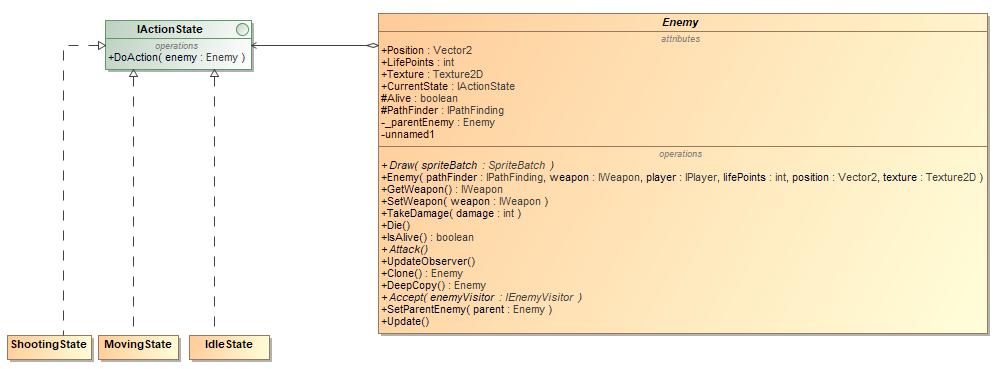 IActionState
operations
+DoAction( enemy : Enemy )
Enemy
attributes
+Position : Vector2
+LifePoints : int
+Texture : Texture2D
+CurrentState : IActionState
#Alive : boolean
#PathFinder : IPathFinding
-_parentEnemy : Enemy
-unnamed1
operations
+Draw( spriteBatch : SpriteBatch )
+Enemy( pathFinder : IPathFinding, weapon : IWeapon, player : IPlayer, lifePoints : int, position : Vector2, texture : Texture2D )
+GetWeapon() : IWeapon
+SetWeapon( weapon : IWeapon )
+TakeDamage( damage : int )
+Die()
+IsAlive() : boolean
+Attack()
+UpdateObserver()
+Clone() : Enemy
+DeepCopy() : Enemy
+Accept( enemyVisitor : IEnemyVisitor )
+SetParentEnemy( parent : Enemy )
+Update()
ShootingState
MovingState
IdleState